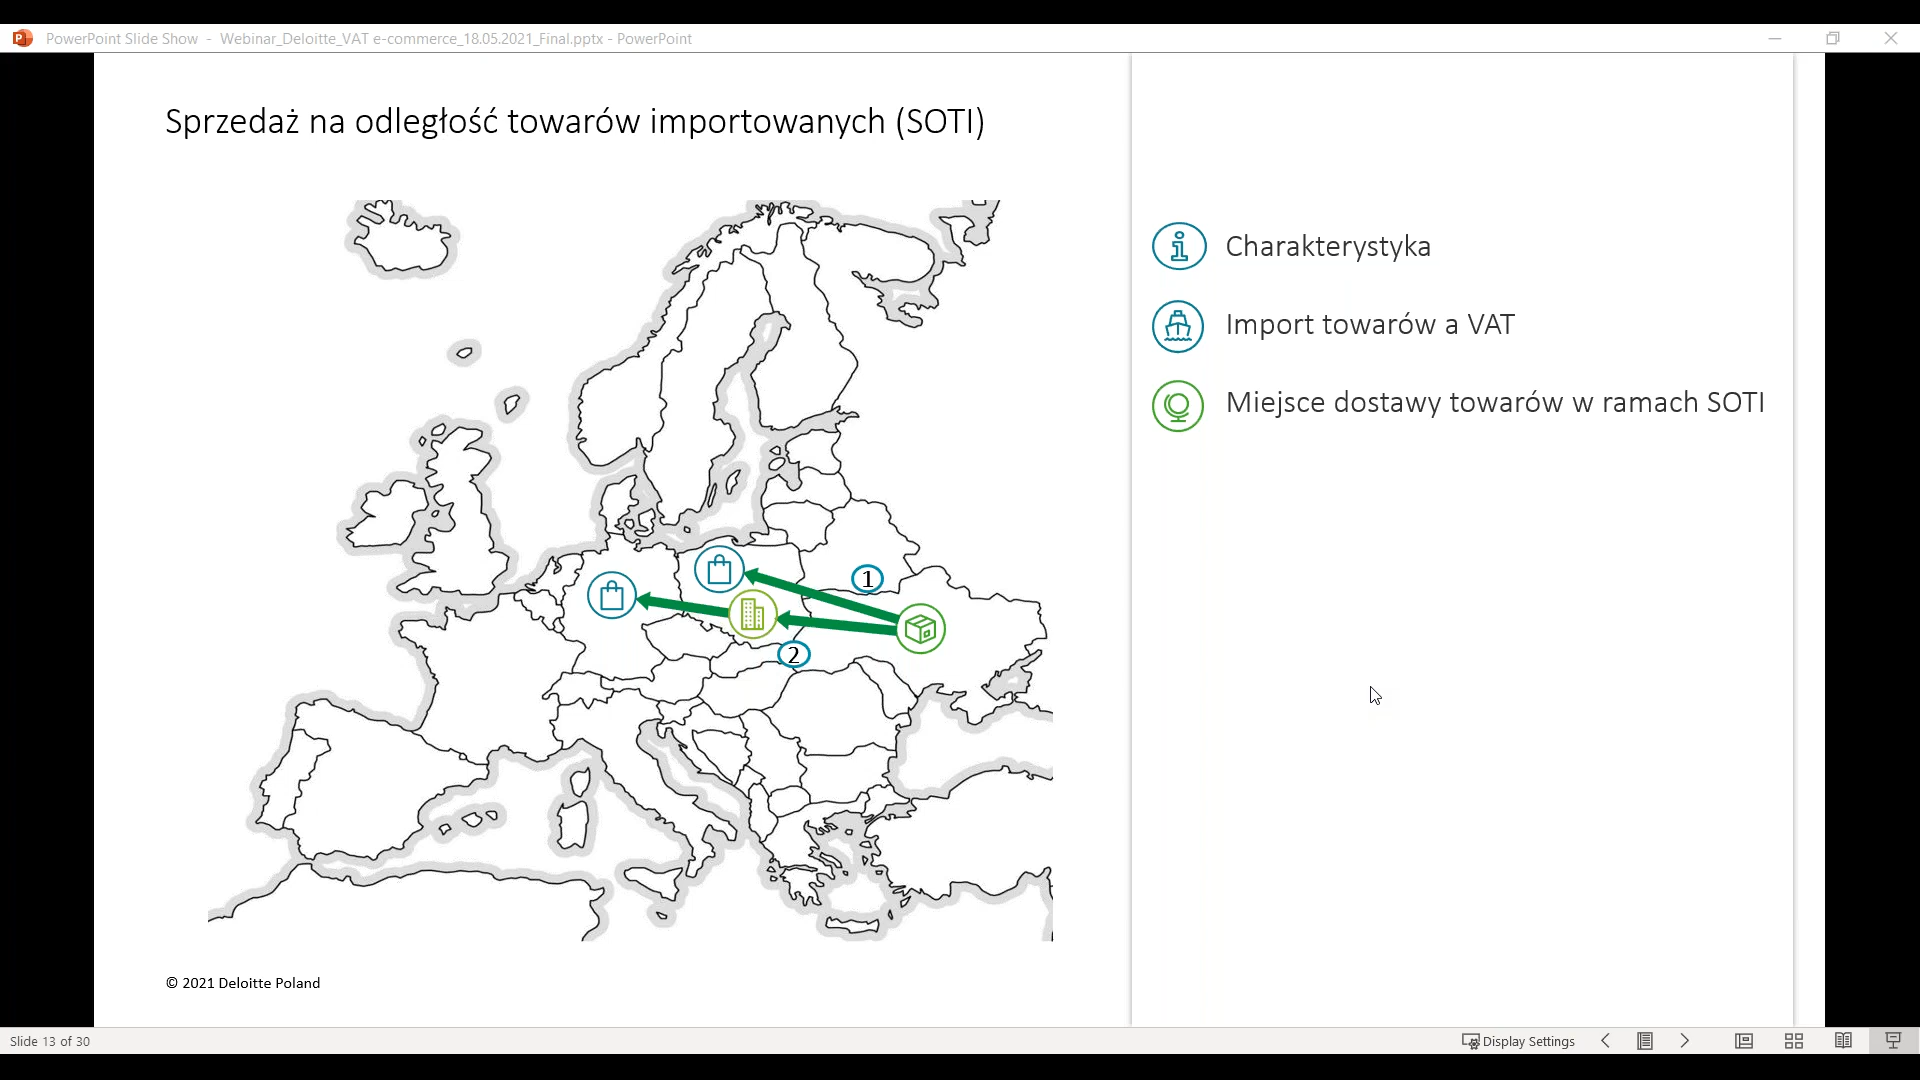 PowerPoint Slide Show - Webinar_Deloitte_VAT e-commerce_18.05.2021_Final.pptx - PowerPoint
Sprzedaż na odległość towarów importowanych (SOTI)
Charakterystyka
Import towarów a VAT
Miejsce dostawy towarów w ramach SOTI
1
2
© 2021 Deloitte Poland
Slide 13 of 30
Display Settings